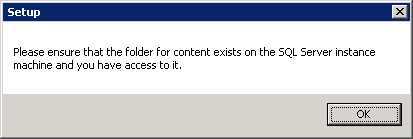 Setup
Please ensure that the folder for content exists on the SQL Server instance
machine and you have access to it.
OK